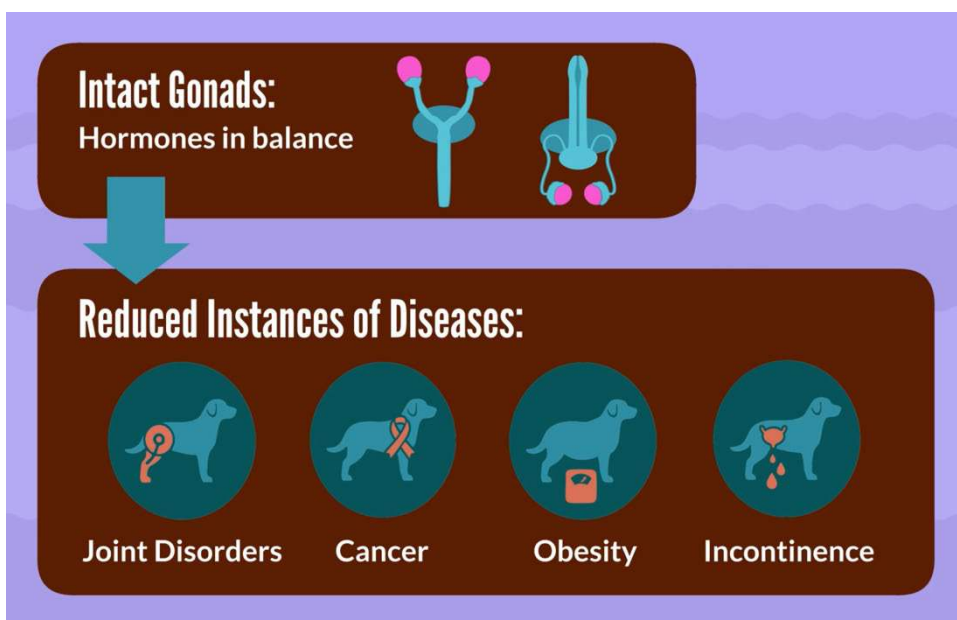 Intact Gonads:
Hormones in balance
Reduced Instances of Diseases:
Joint Disorders
Cancer
Obesity
Incontinence